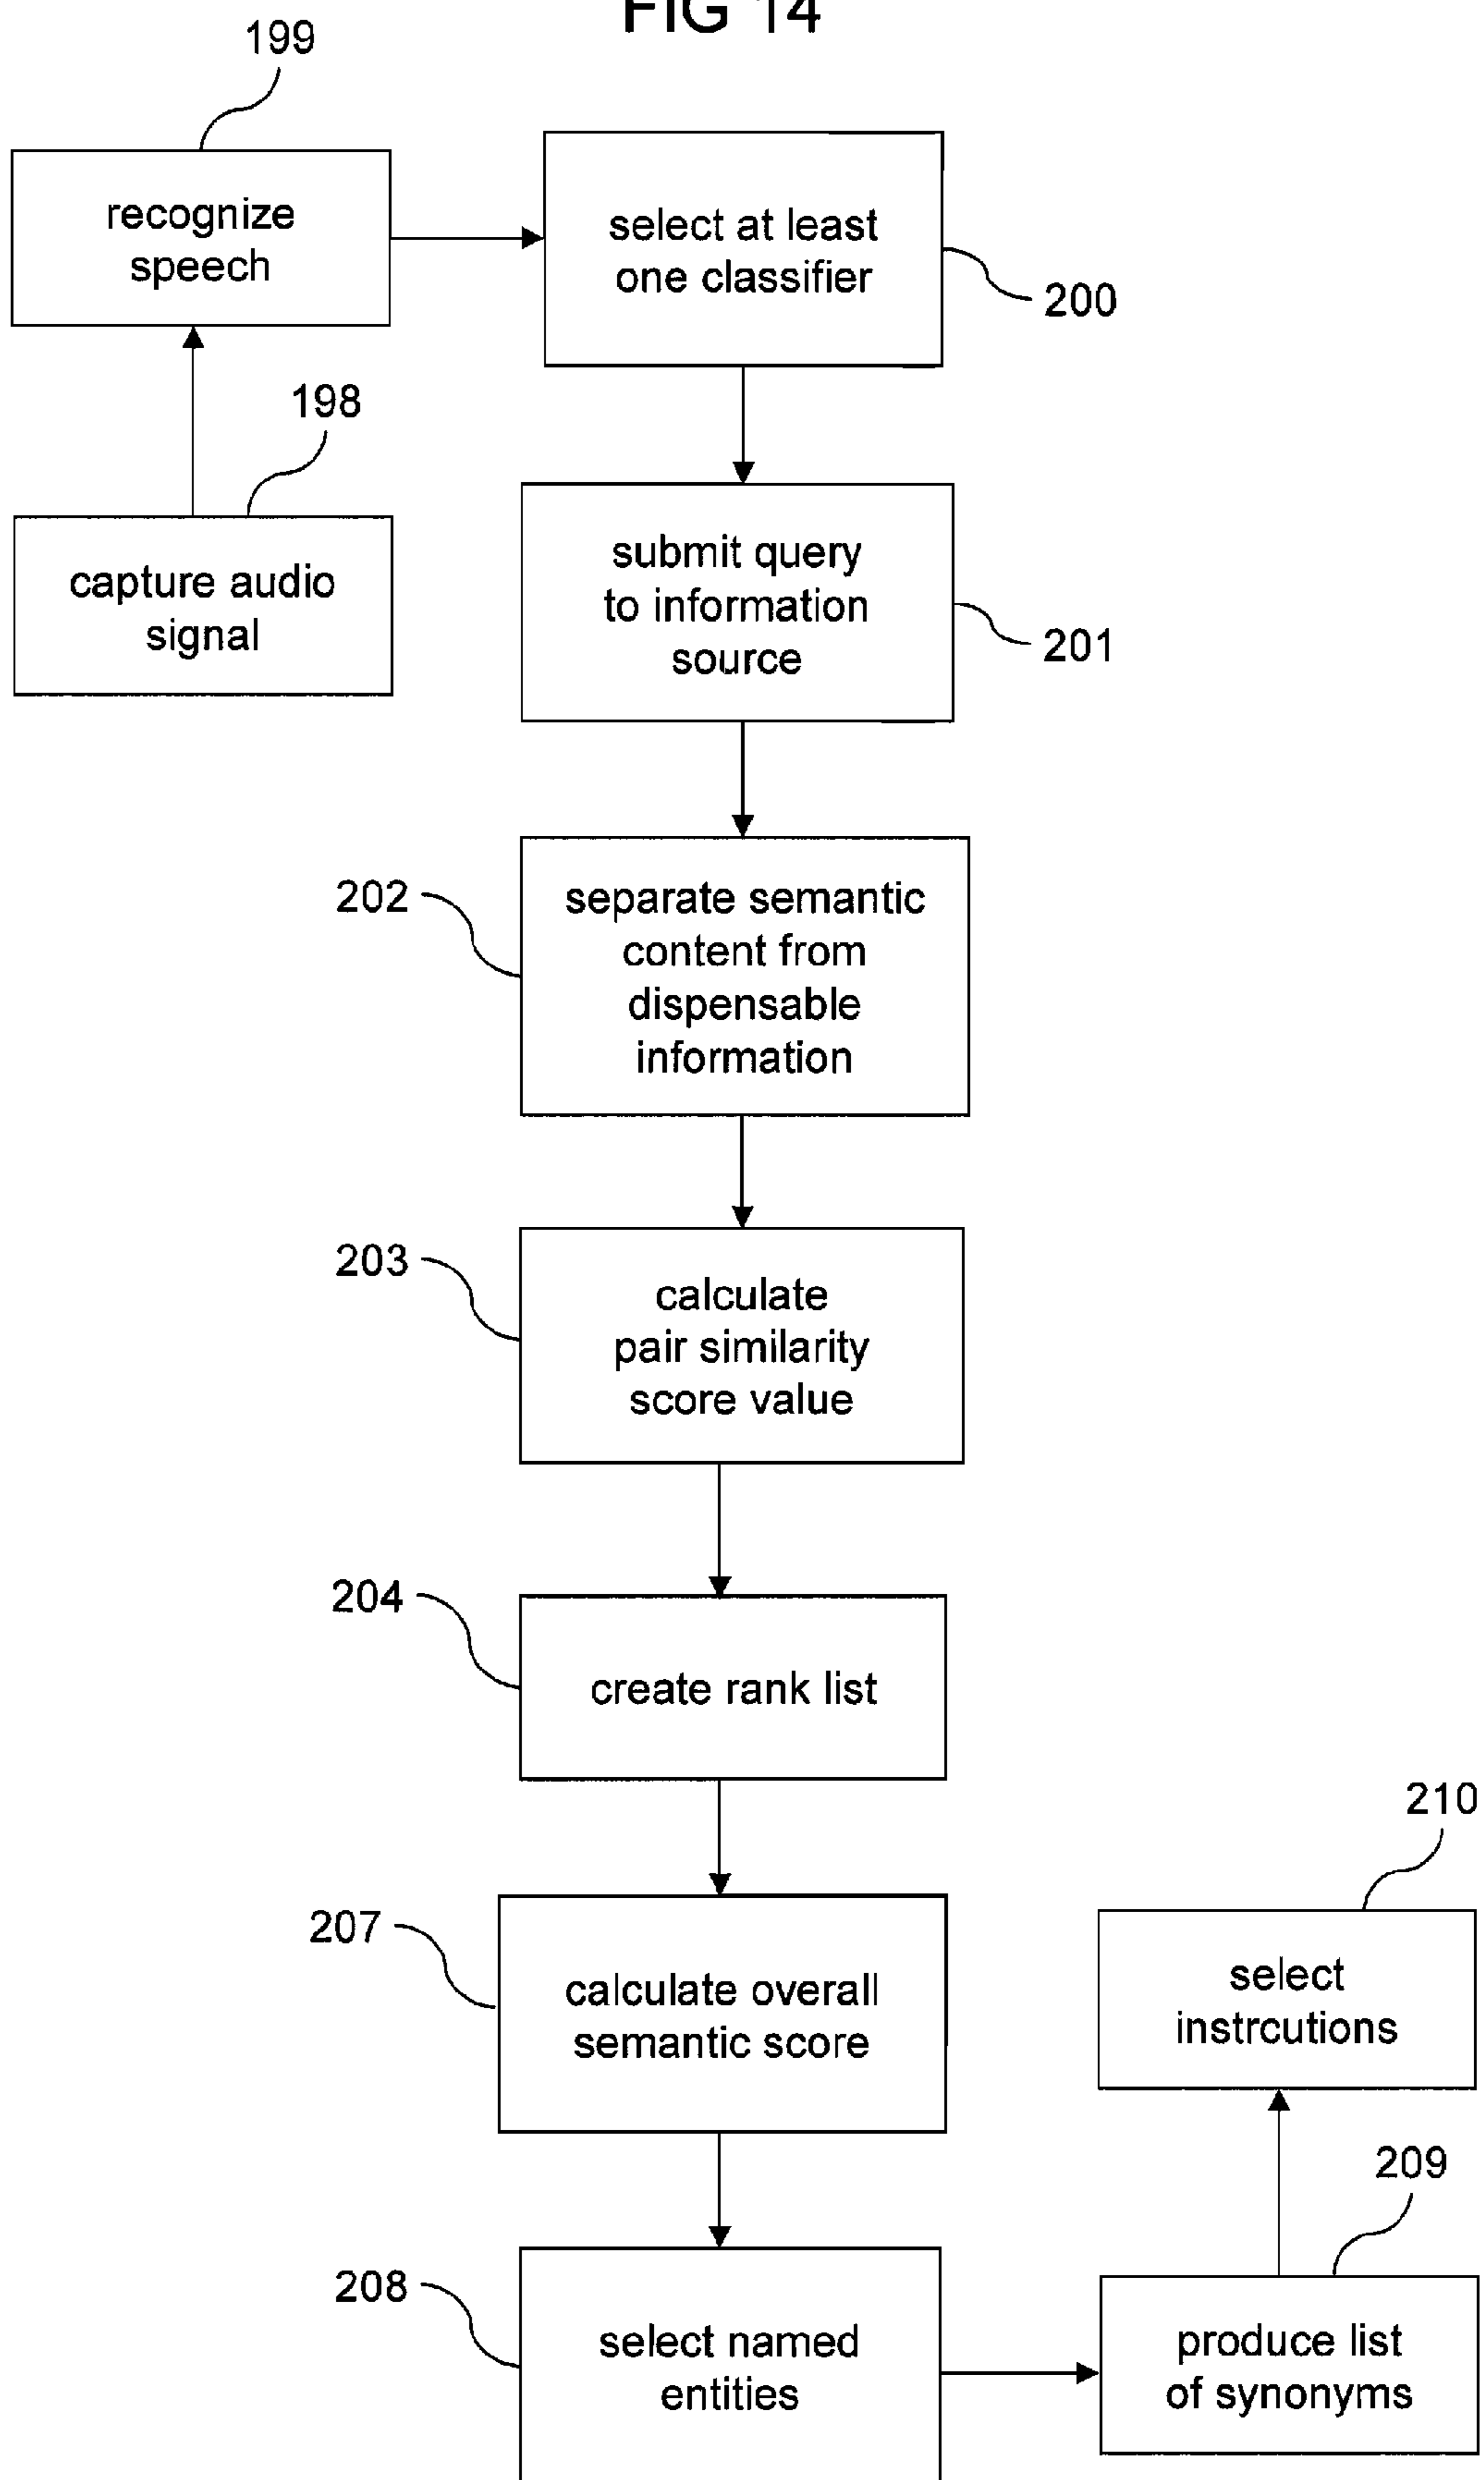 FIG 14
199
recognize
speech
select at least
one classifier
200
198
capture audio
signal
submit query
to information
source
201
202
separate semantic
content from
dispensable
information
203
calculate
pair similarity
score value
204
create rank list
207
calculate overall
semantic score
210
select
instrcutions
209
208
select named
entities
produce list
of synonyms